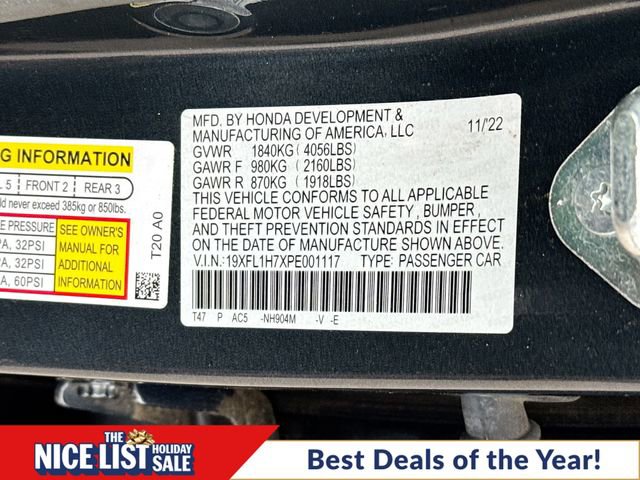 MFD. BY HONDA DEVELOPMENT &
MANUFACTURING OF AMERICA, LLC 11/'22
GVWR 1840KG (4056LBS)
GAWR F 980KG (2160LBS)
GAWR R 870KG (1918LBS)
THIS VEHICLE CONFORMS TO ALL APPLICABLE
FEDERAL MOTOR VEHICLE SAFETY, BUMPER,
AND THEFT PREVENTION STANDARDS IN EFFECT
ON THE DATE OF MANUFACTURE SHOWN ABOVE.
V.I.N.:19XFL1H7XPE001117 TYPE: PASSENGER CAR
T47 P AC5 -NH904M -V -E
G INFORMATION
L 5 FRONT 2 REAR 3
ld never exceed 385kg or 850lbs.
E PRESSURE
PA, 32PSI
PA, 32PSI
A, 60PSI
SEE OWNER'S
MANUAL FOR
ADDITIONAL
INFORMATION
T20 A0
THE
NICE LIST HOLIDAY
SALE
Best Deals of the Year!